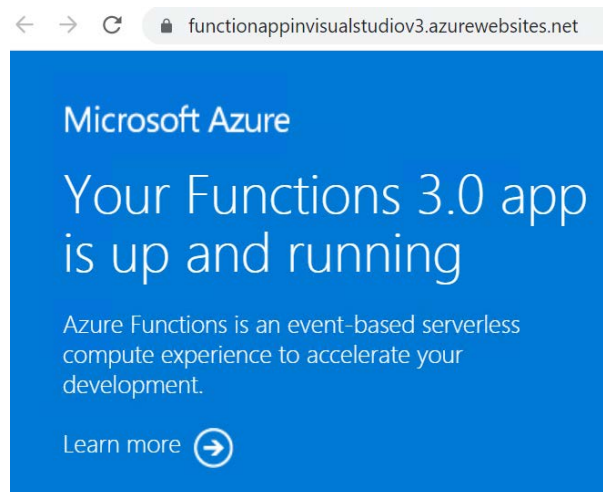 functionappinvisualstudiov3.azurewebsites.net
Microsoft Azure
Your Functions 3.0 app
is up and running
Azure Functions is an event-based serverless
compute experience to accelerate your
development.
Learn more